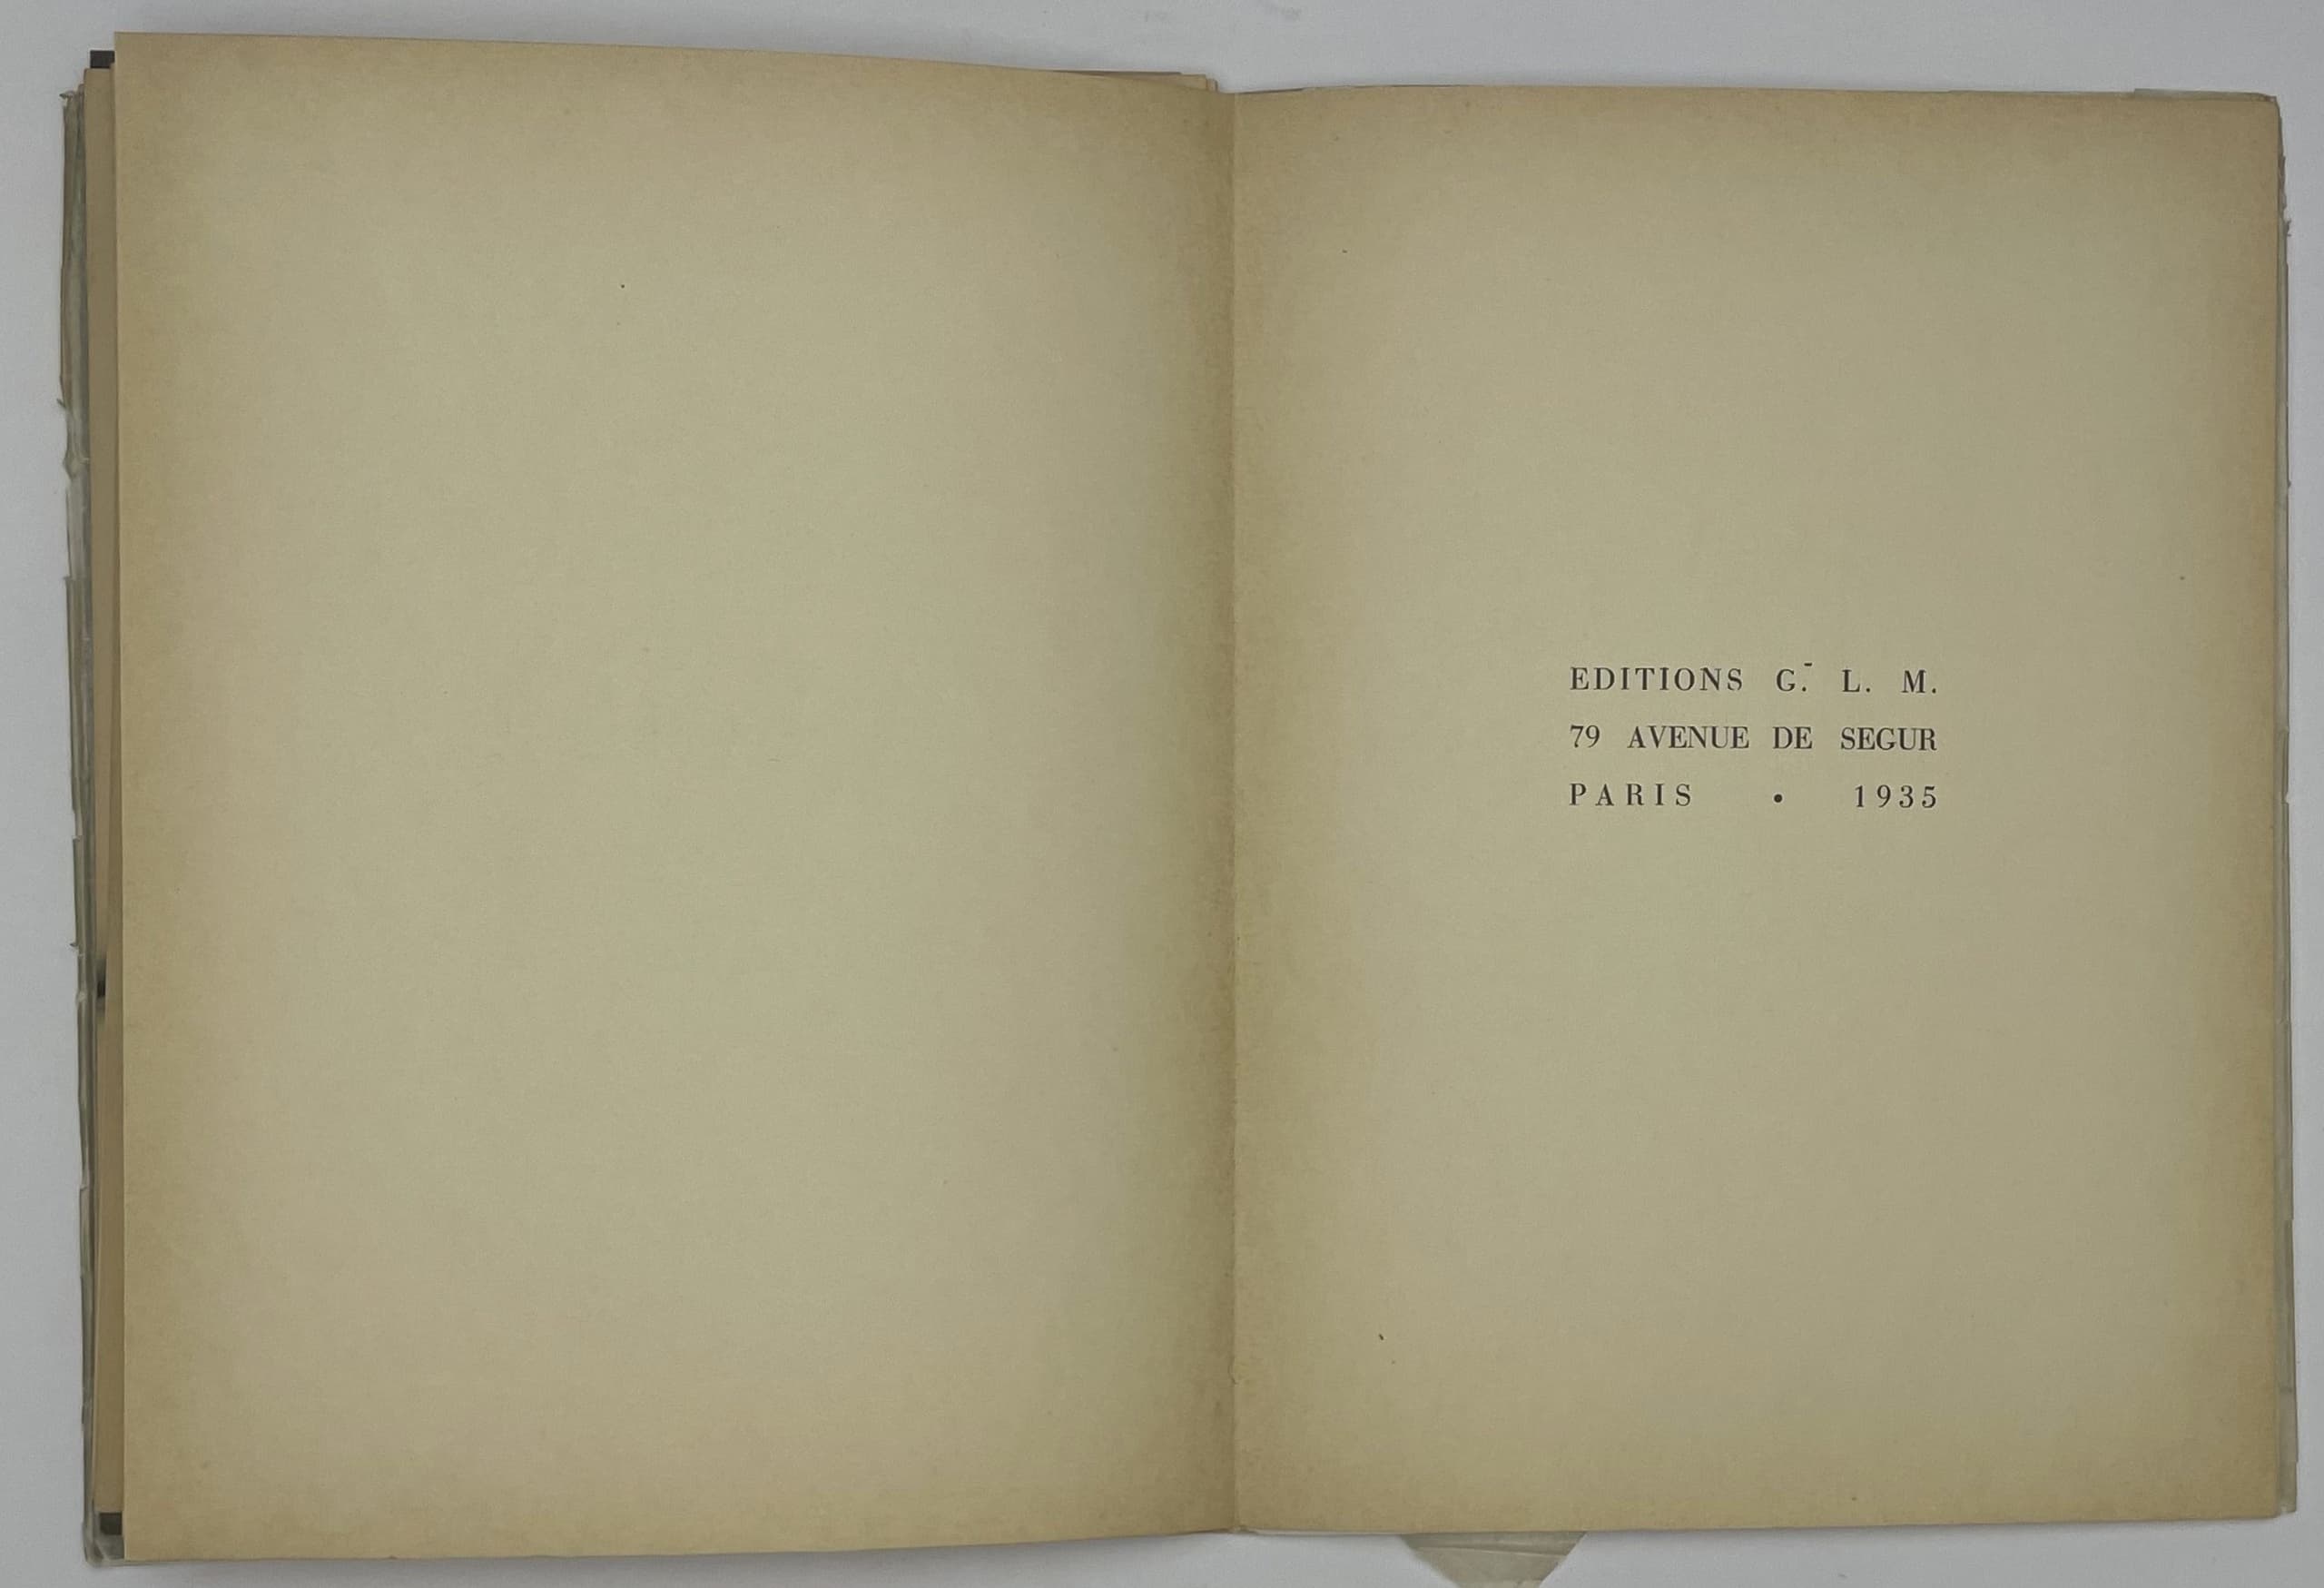 EDITIONS G. L. M.
79 AVENUE DE SEGUR
PARIS • 1935